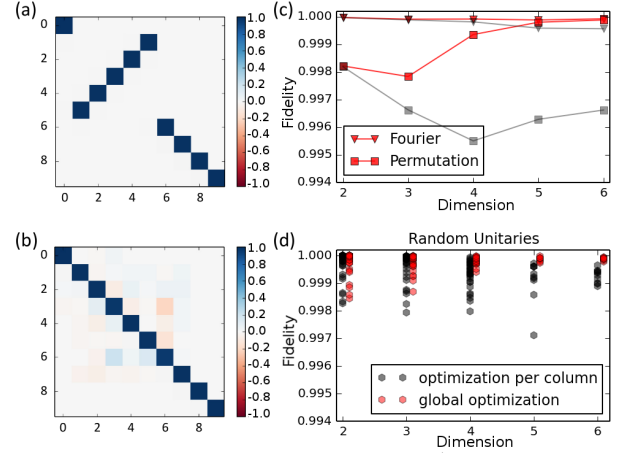 (a)
0
2
4
6
8
0 2 4 6 8
1.0
0.8
0.6
0.4
0.2
0.0
-0.2
-0.4
-0.6
-0.8
-1.0
(c)
Fidelity
1.000
0.999
0.998
0.997
0.996
0.995
0.994
Fourier
Permutation
2 3 4 5 6
Dimension
(b)
0
2
4
6
8
0 2 4 6 8
1.0
0.8
0.6
0.4
0.2
0.0
-0.2
-0.4
-0.6
-0.8
-1.0
(d)
Random Unitaries
Fidelity
1.000
0.999
0.998
0.997
0.996
0.995
0.994
optimization per column
global optimization
2 3 4 5 6
Dimension